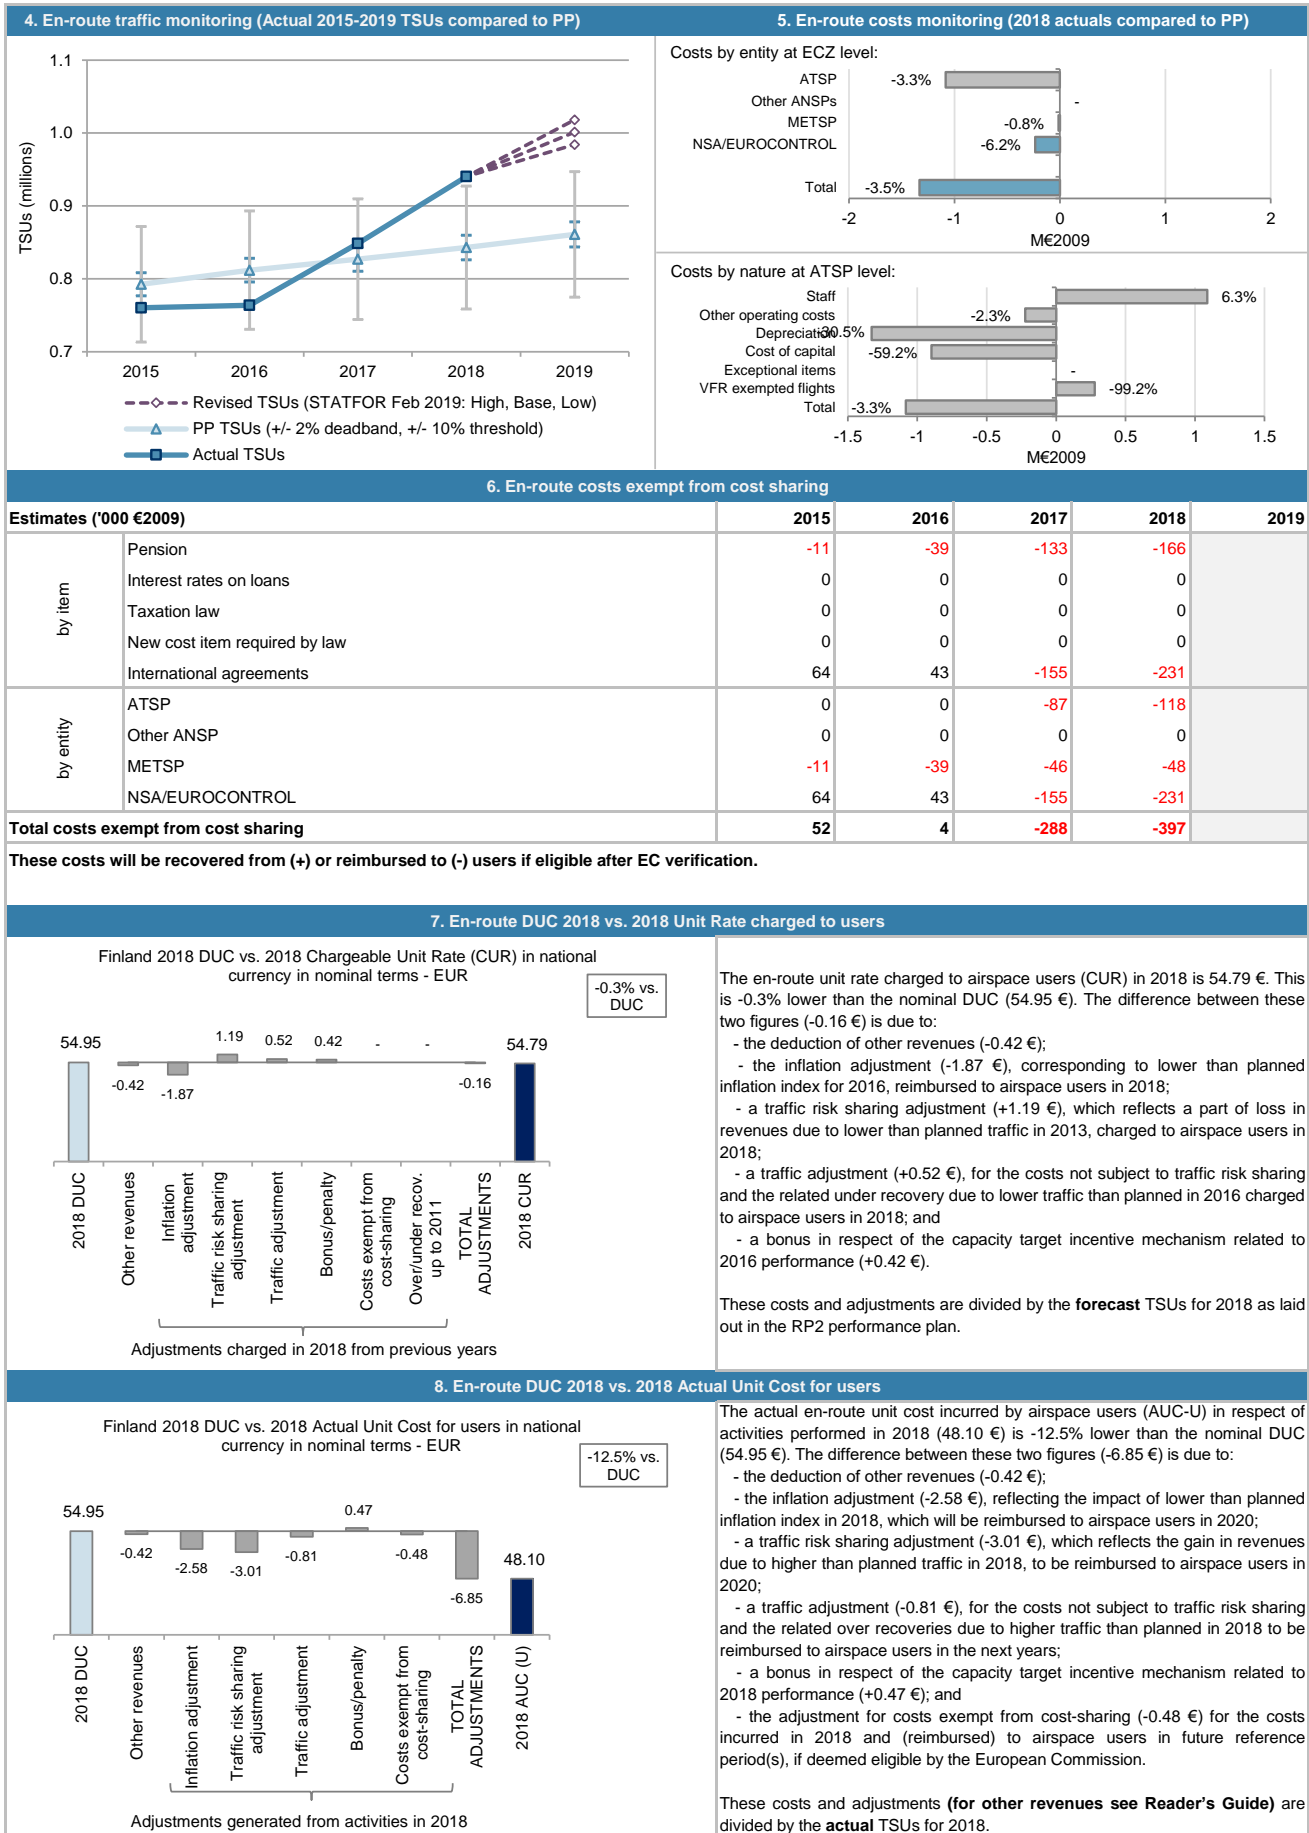 4. En-route traffic monitoring (Actual 2015-2019 TSUs compared to PP)
1.1
1.0
0.9
0.8
0.7
TSUs (millions)
2015 2016 2017 2018 2019
Revised TSUs (STATFOR Feb 2019: High, Base, Low)
PP TSUs (+/- 2% deadband, +/- 10% threshold)
Actual TSUs
5. En-route costs monitoring (2018 actuals compared to PP)
Costs by entity at ECZ level:
ATSP -3.3%
Other ANSPs -
METSP -0.8%
NSA/EUROCONTROL -6.2%
Total -3.5%
-2 -1 0 1 2
M€2009
Costs by nature at ATSP level:
Staff 6.3%
Other operating costs -2.3%
Depreciation -30.5%
Cost of capital -59.2%
Exceptional items -
VFR exempted flights -99.2%
Total -3.3%
-1.5 -1 -0.5 0 0.5 1 1.5
M€2009
6. En-route costs exempt from cost sharing
Estimates ('000 €2009) 2015 2016 2017 2018 2019
by item
Pension -11 -39 -133 -166
Interest rates on loans 0 0 0 0
Taxation law 0 0 0 0
New cost item required by law 0 0 0 0
International agreements 64 43 -155 -231
by entity
ATSP 0 0 -87 -118
Other ANSP 0 0 0 0
METSP -11 -39 -46 -48
NSA/EUROCONTROL 64 43 -155 -231
Total costs exempt from cost sharing 52 4 -288 -397
These costs will be recovered from (+) or reimbursed to (-) users if eligible after EC verification.
7. En-route DUC 2018 vs. 2018 Unit Rate charged to users
Finland 2018 DUC vs. 2018 Chargeable Unit Rate (CUR) in national
currency in nominal terms - EUR
-0.3% vs.
DUC
54.95 -0.42 -1.87 1.19 0.52 0.42 - - -0.16 54.79
2018 DUC
Other revenues
Inflation
adjustment
Traffic risk sharing
adjustment
Traffic adjustment
Bonus/penalty
Costs exempt from
cost-sharing
Over/under recov.
up to 2011
TOTAL
ADJUSTMENTS
2018 CUR
Adjustments charged in 2018 from previous years
The en-route unit rate charged to airspace users (CUR) in 2018 is 54.79 €. This
is -0.3% lower than the nominal DUC (54.95 €). The difference between these
two figures (-0.16 €) is due to:
- the deduction of other revenues (-0.42 €);
- the inflation adjustment (-1.87 €), corresponding to lower than planned
inflation index for 2016, reimbursed to airspace users in 2018;
- a traffic risk sharing adjustment (+1.19 €), which reflects a part of loss in
revenues due to lower than planned traffic in 2013, charged to airspace users in
2018;
- a traffic adjustment (+0.52 €), for the costs not subject to traffic risk sharing
and the related under recovery due to lower traffic than planned in 2016 charged
to airspace users in 2018; and
- a bonus in respect of the capacity target incentive mechanism related to
2016 performance (+0.42 €).
These costs and adjustments are divided by the forecast TSUs for 2018 as laid
out in the RP2 performance plan.
8. En-route DUC 2018 vs. 2018 Actual Unit Cost for users
Finland 2018 DUC vs. 2018 Actual Unit Cost for users in national
currency in nominal terms - EUR
-12.5% vs.
DUC
54.95 -0.42 -2.58 -3.01 -0.81 0.47 -0.48 -6.85 48.10
2018 DUC
Other revenues
Inflation adjustment
Traffic risk sharing
adjustment
Traffic adjustment
Bonus/penalty
Costs exempt from
cost-sharing
TOTAL
ADJUSTMENTS
2018 AUC (U)
Adjustments generated from activities in 2018
The actual en-route unit cost incurred by airspace users (AUC-U) in respect of
activities performed in 2018 (48.10 €) is -12.5% lower than the nominal DUC
(54.95 €). The difference between these two figures (-6.85 €) is due to:
- the deduction of other revenues (-0.42 €);
- the inflation adjustment (-2.58 €), reflecting the impact of lower than planned
inflation index in 2018, which will be reimbursed to airspace users in 2020;
- a traffic risk sharing adjustment (-3.01 €), which reflects the gain in revenues
due to higher than planned traffic in 2018, to be reimbursed to airspace users in
2020;
- a traffic adjustment (-0.81 €), for the costs not subject to traffic risk sharing
and the related over recoveries due to higher traffic than planned in 2018 to be
reimbursed to airspace users in the next years;
- a bonus in respect of the capacity target incentive mechanism related to
2018 performance (+0.47 €); and
- the adjustment for costs exempt from cost-sharing (-0.48 €) for the costs
incurred in 2018 and (reimbursed) to airspace users in future reference
period(s), if deemed eligible by the European Commission.
These costs and adjustments (for other revenues see Reader's Guide) are
divided by the actual TSUs for 2018.